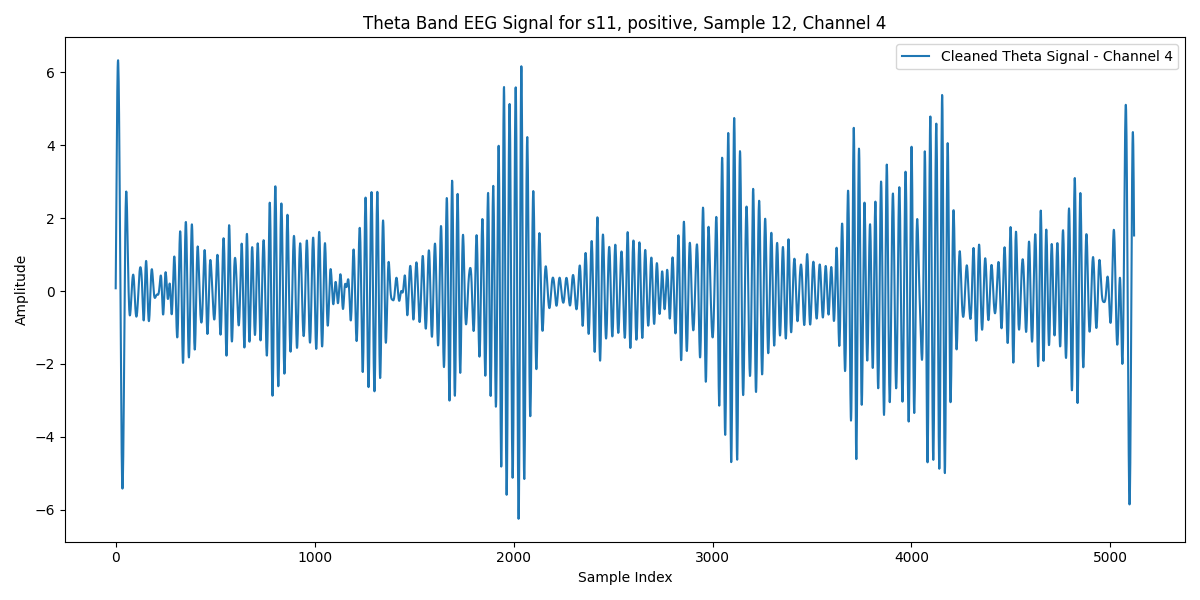 Theta Band EEG Signal for s11, positive, Sample 12, Channel 4
Cleaned Theta Signal - Channel 4
6
4
2
0
−2
−4
−6
Amplitude
0 1000 2000 3000 4000 5000
Sample Index